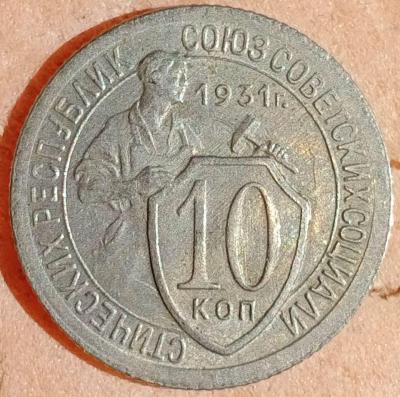 СОЮЗ СОВЕТСКИХ СОЦИАЛИСТИЧЕСКИХ РЕСПУБЛИК
1931г.
10
КОП